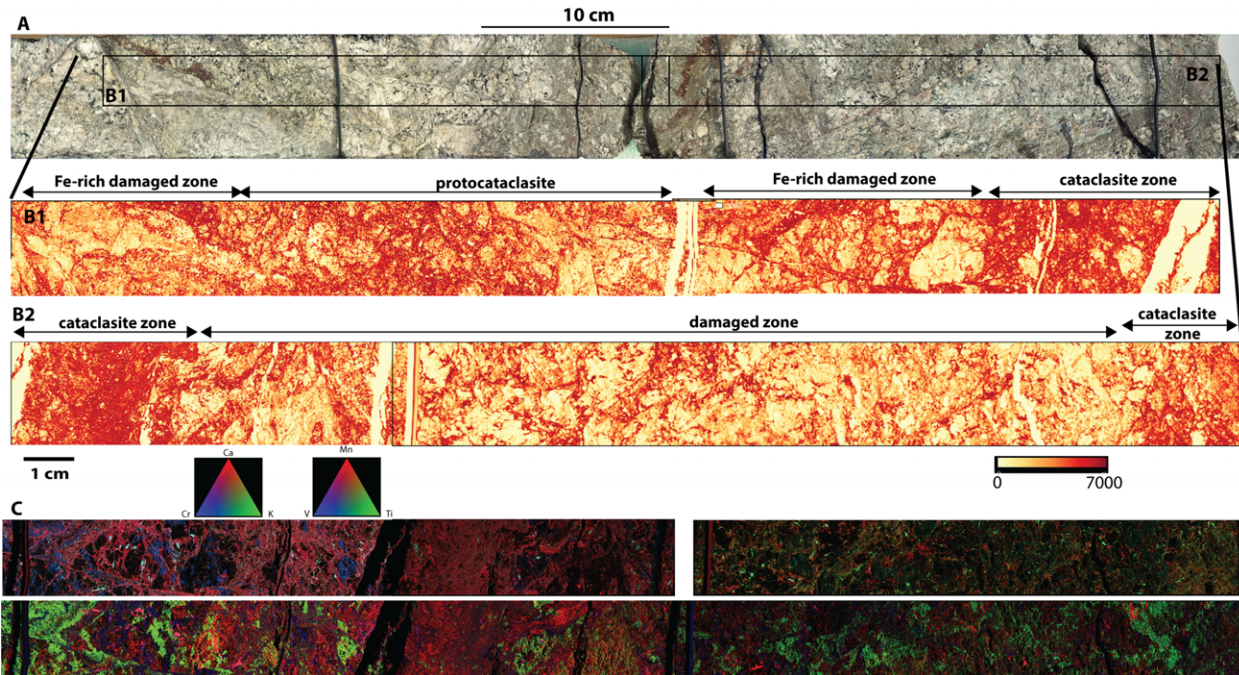 A
10 cm
B1
B2
Fe-rich damaged zone
protocataclasite
Fe-rich damaged zone
cataclasite zone
B1
B2
cataclasite zone
damaged zone
cataclasite
zone
1 cm
Ca
Cr
K
Mn
V
Ti
0
7000
C